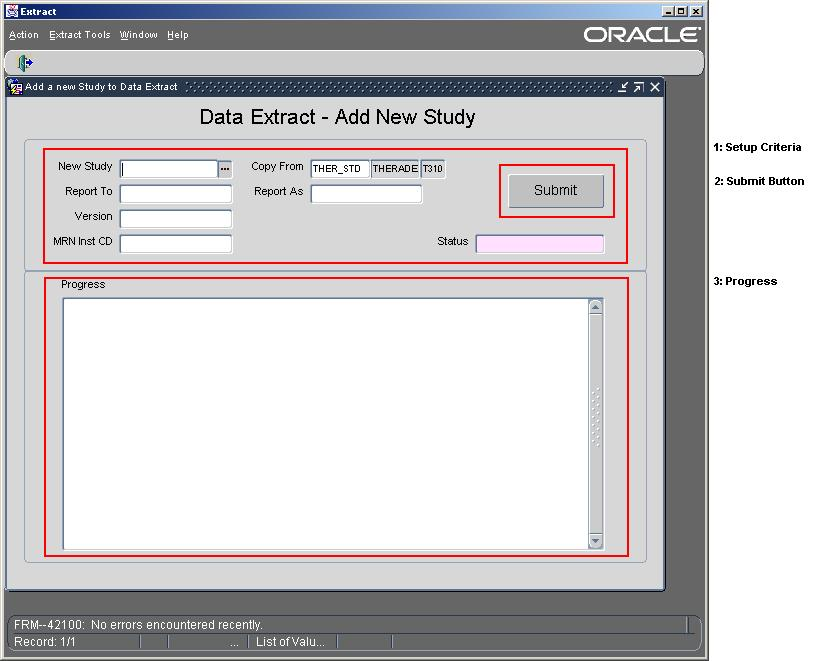 Extract
Action Extract Tools Window Help
ORACLE
Add a new Study to Data Extract
Data Extract - Add New Study
New Study ... Copy From THER_STD THERADE T310
1: Setup Criteria
Report To Report As Submit
2: Submit Button
Version
MRN Inst CD Status
Progress
3: Progress
FRM--42100: No errors encountered recently.
Record: 1/1 ... List of Valu...